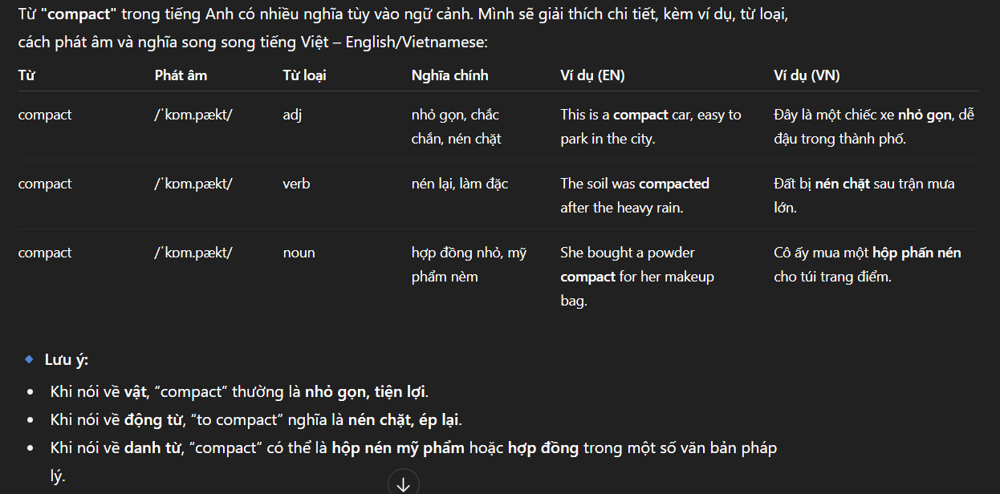 Từ "compact" trong tiếng Anh có nhiều nghĩa tùy vào ngữ cảnh. Mình sẽ giải thích chi tiết, kèm ví dụ, từ loại,
cách phát âm và nghĩa song song tiếng Việt – English/Vietnamese:
Từ Phát âm Từ loại Nghĩa chính Ví dụ (EN) Ví dụ (VN)
compact /ˈkɒm.pækt/ adj nhỏ gọn, chắc This is a compact car, easy to Đây là một chiếc xe nhỏ gọn, dễ
chắn, nén chặt park in the city. đậu trong thành phố.
compact /ˈkɒm.pækt/ verb nén lại, làm đặc The soil was compacted Đất bị nén chặt sau trận mưa
after the heavy rain. lớn.
compact /ˈkɒm.pækt/ noun hợp đồng nhỏ, mỹ She bought a powder Cô ấy mua một hộp phấn nén
phẩm nèm compact for her makeup cho túi trang điểm.
bag.
Lưu ý:
• Khi nói về vật, “compact” thường là nhỏ gọn, tiện lợi.
• Khi nói về động từ, “to compact” nghĩa là nén chặt, ép lại.
• Khi nói về danh từ, “compact” có thể là hộp nén mỹ phẩm hoặc hợp đồng trong một số văn bản pháp
lý.